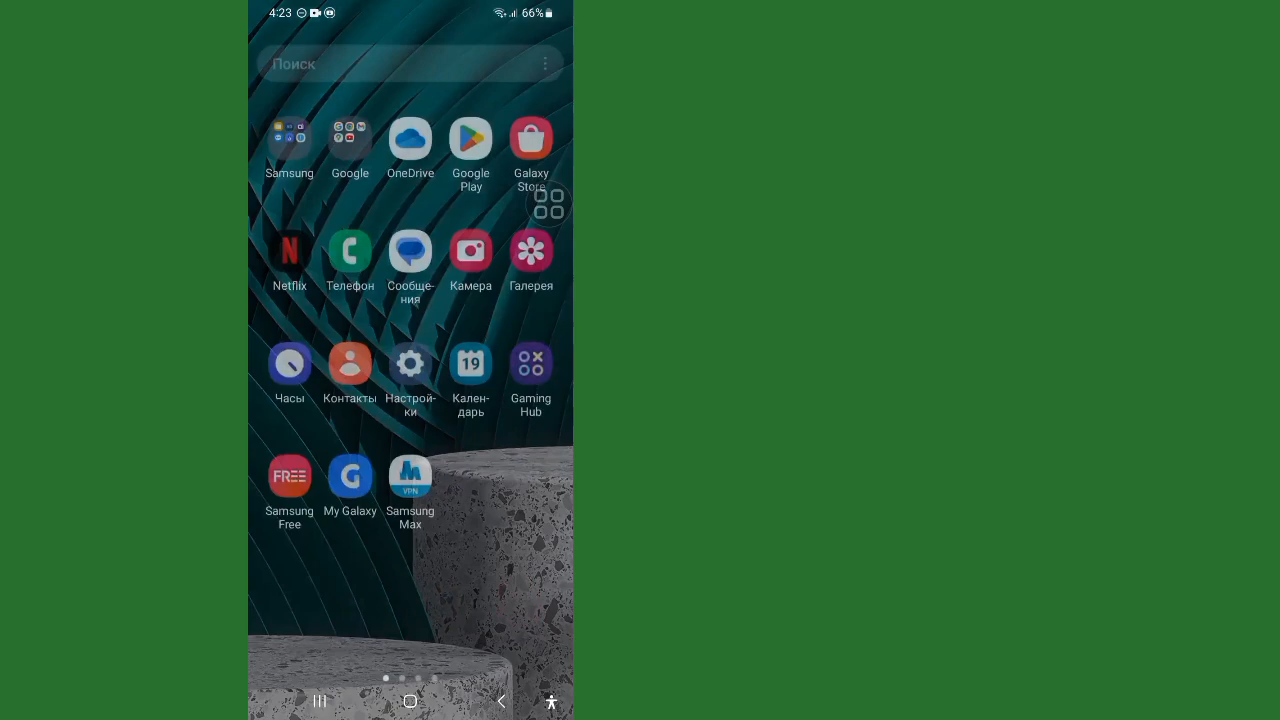 4:23
66%
Поиск
Samsung
Google
OneDrive
Google
Play
Galaxy
Store
Netflix
Телефон
Сообще-
ния
Камера
Галерея
19
Часы
Контакты
Настрой-
ки
Кален-
дарь
Gaming
Hub
FREE
G
M
VPN
Samsung
Free
My Galaxy
Samsung
Max